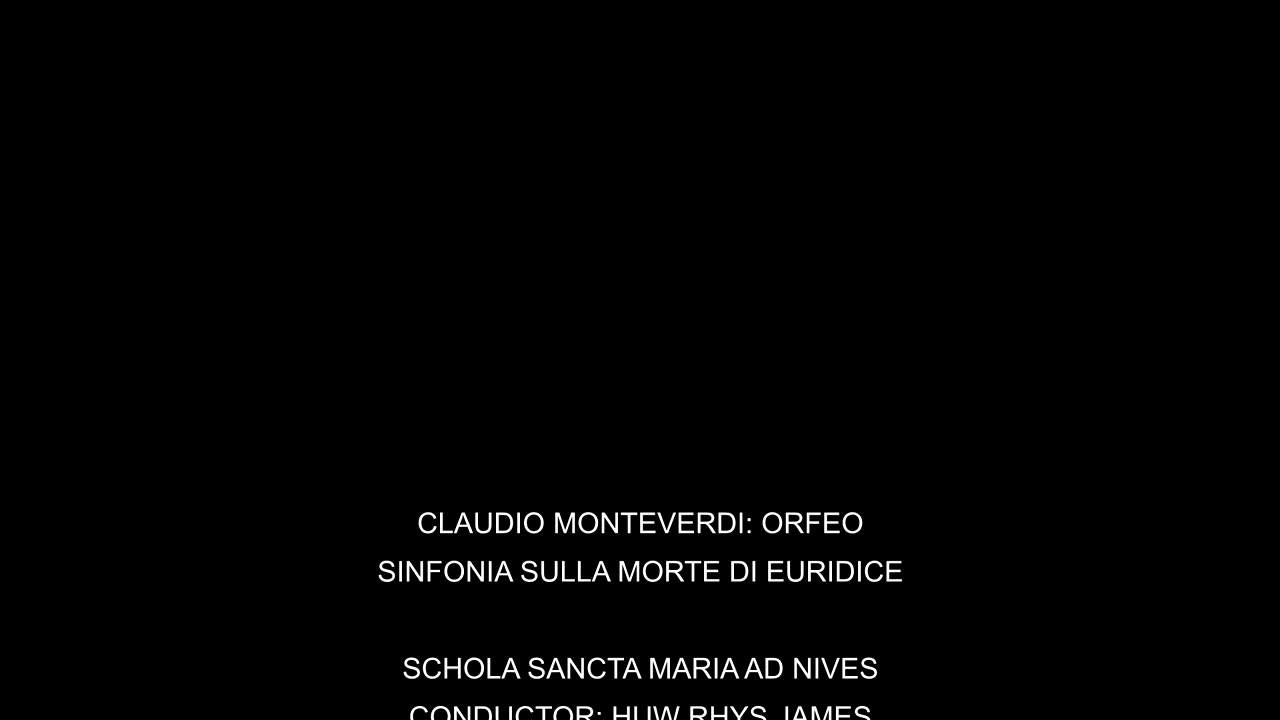 CLAUDIO MONTEVERDI: ORFEO
SINFONIA SULLA MORTE DI EURIDICE
SCHOLA SANCTA MARIA AD NIVES
CONDUCTOR: HUW RHYS JAMES